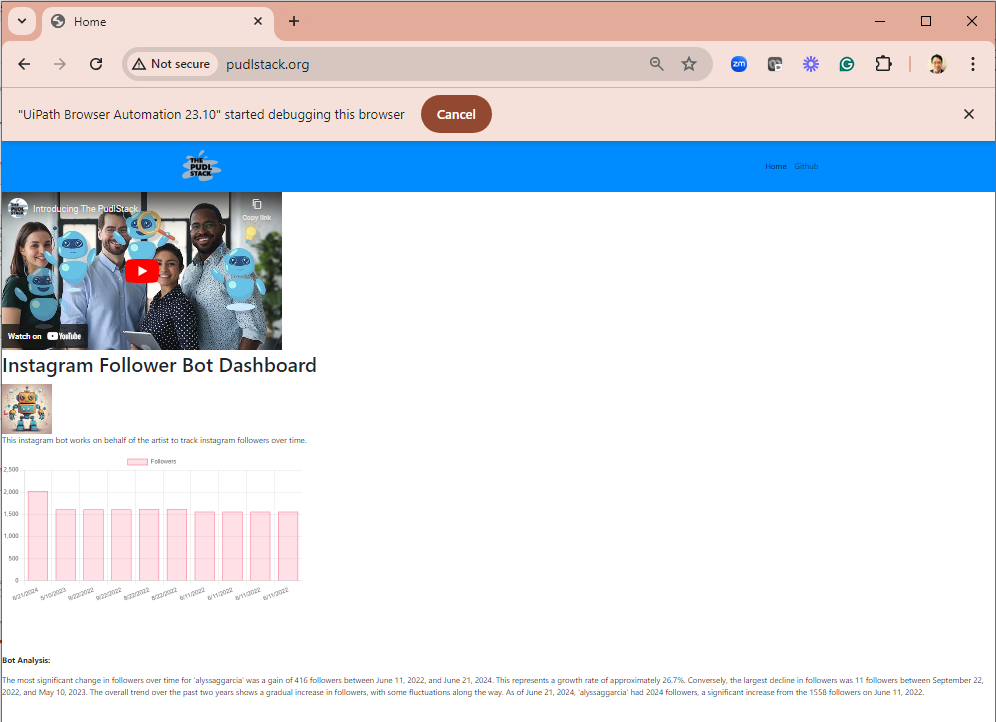 Home
Not secure
pudlstack.org
zm
"UiPath Browser Automation 23.10" started debugging this browser
Cancel
THE
PUDL
STACK
Home Github
Introducing The PudlStack
Copy link
Watch on YouTube
Instagram Follower Bot Dashboard
This instagram bot works on behalf of the artist to track instagram followers over time.
Followers
2,500
2,000
1,500
1,000
500
0
6/21/2024 5/10/2023 9/22/2022 9/22/2022 8/22/2022 8/22/2022 6/11/2022 6/11/2022 6/11/2022 6/11/2022
Bot Analysis:
The most significant change in followers over time for 'alyssaggarcia' was a gain of 416 followers between June 11, 2022, and June 21, 2024. This represents a growth rate of approximately 26.7%. Conversely, the largest decline in followers was 11 followers between September 22,
2022, and May 10, 2023. The overall trend over the past two years shows a gradual increase in followers, with some fluctuations along the way. As of June 21, 2024, 'alyssaggarcia' had 2024 followers, a significant increase from the 1558 followers on June 11, 2022.